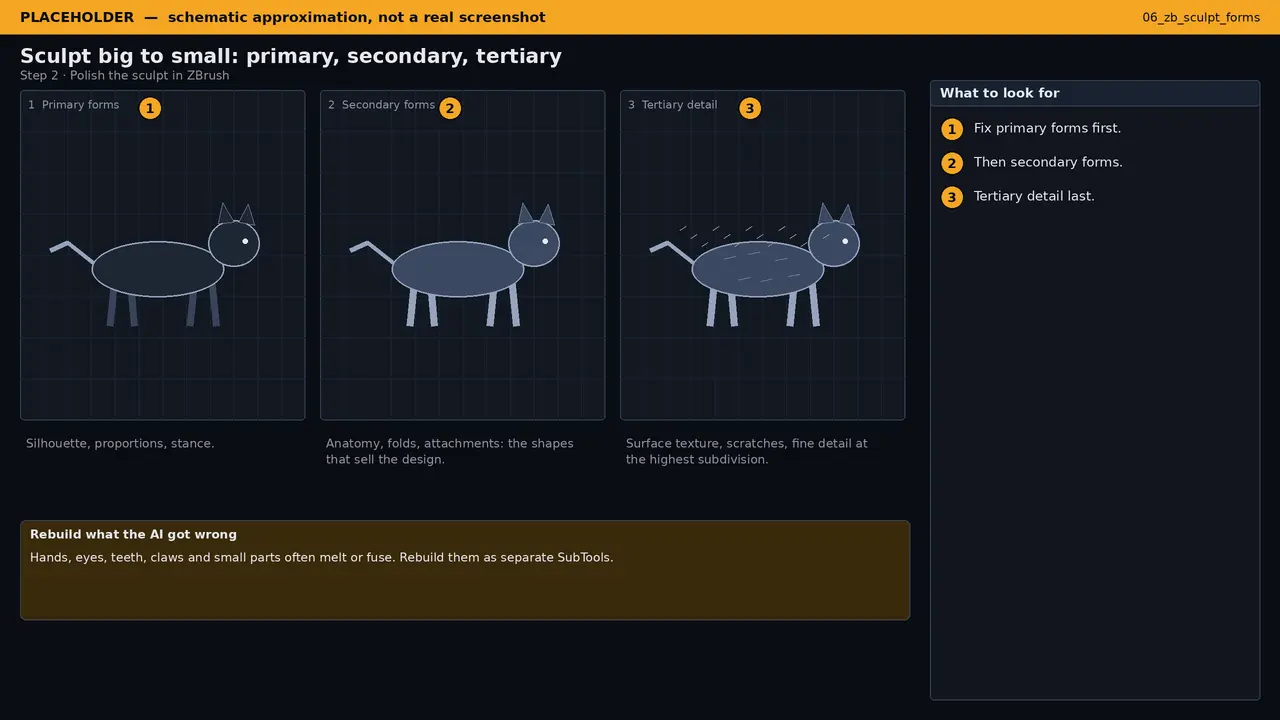 PLACEHOLDER — schematic approximation, not a real screenshot
06_zb_sculpt_forms
Sculpt big to small: primary, secondary, tertiary
Step 2 · Polish the sculpt in ZBrush
1 Primary forms 1
2 Secondary forms 2
3 Tertiary detail 3
Silhouette, proportions, stance.
Anatomy, folds, attachments: the shapes
that sell the design.
Surface texture, scratches, fine detail at
the highest subdivision.
Rebuild what the AI got wrong
Hands, eyes, teeth, claws and small parts often melt or fuse. Rebuild them as separate SubTools.
What to look for
1 Fix primary forms first.
2 Then secondary forms.
3 Tertiary detail last.